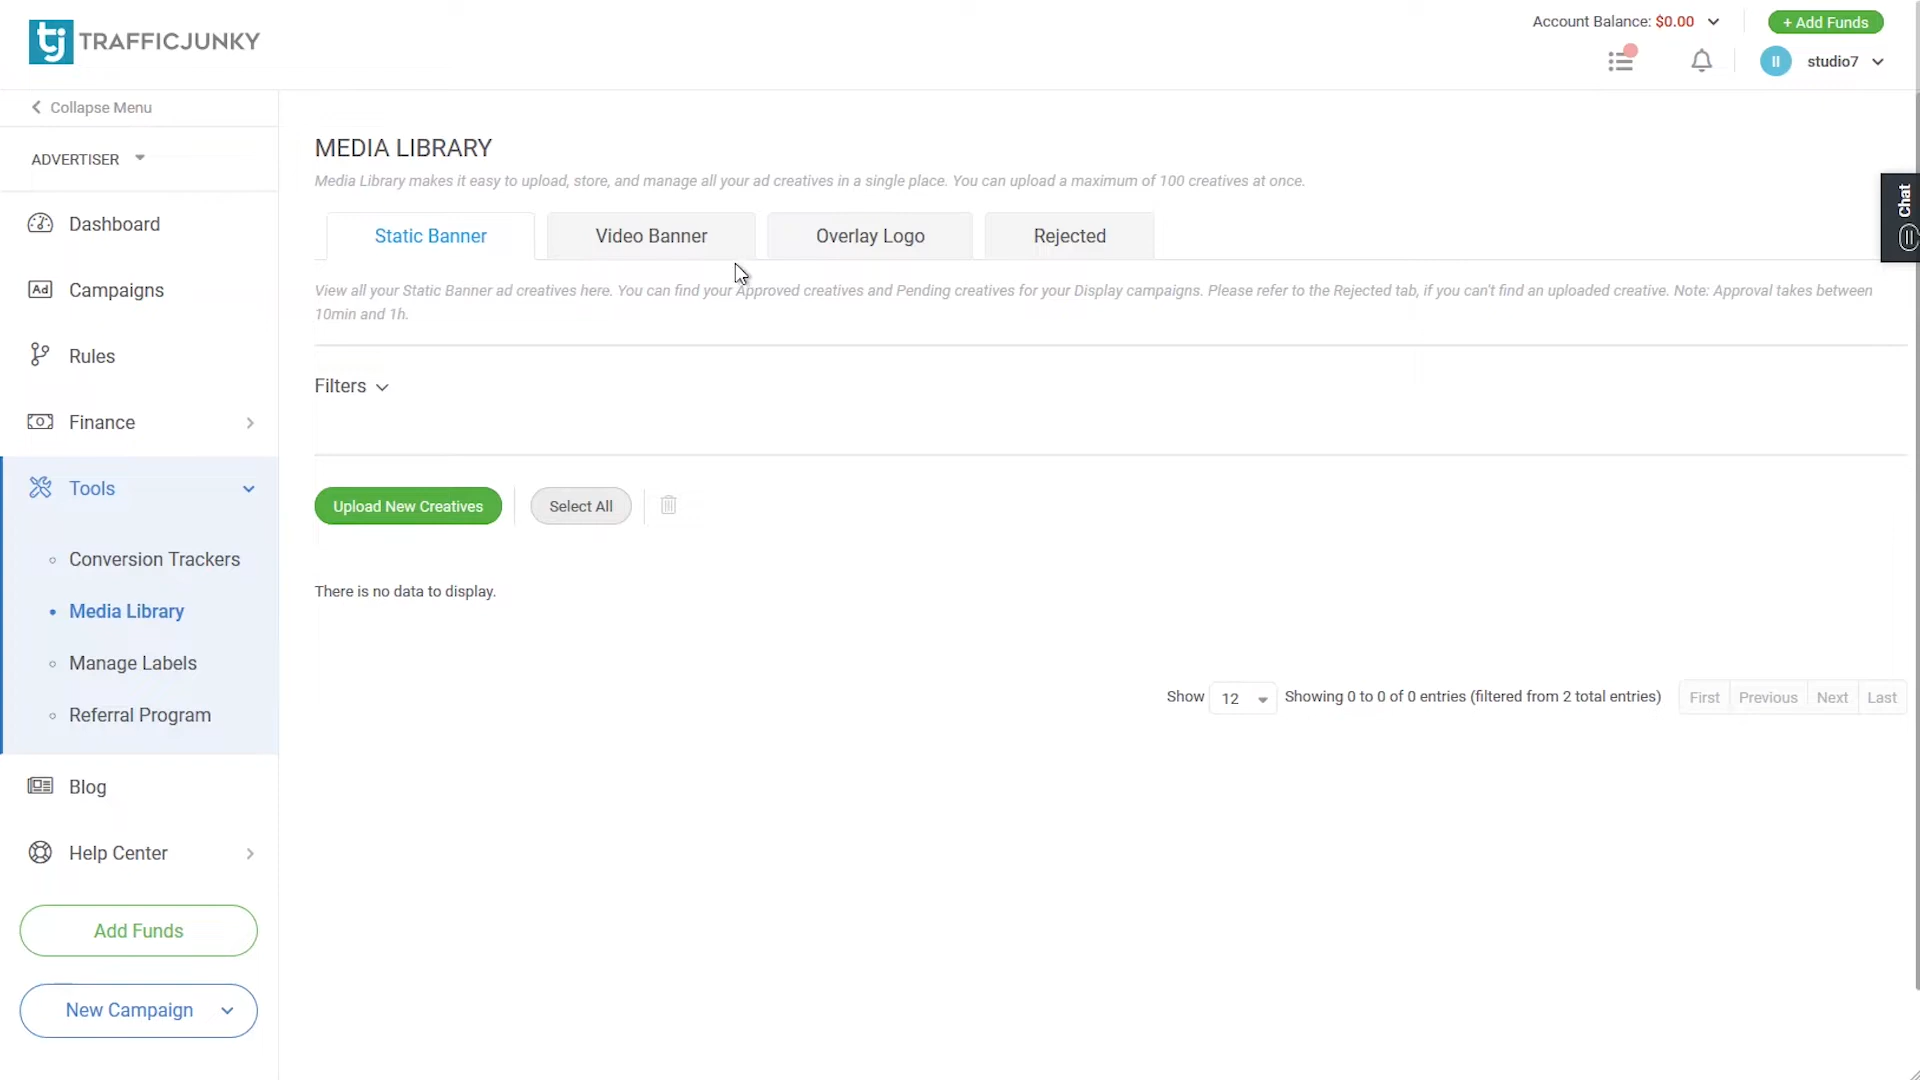 tj TRAFFICJUNKY
Account Balance: $0.00
+ Add Funds
II
studio7
Collapse Menu
ADVERTISER
Dashboard
Ad Campaigns
Rules
Finance
Tools
Conversion Trackers
Media Library
Manage Labels
Referral Program
Blog
Help Center
Add Funds
New Campaign
MEDIA LIBRARY
Media Library makes it easy to upload, store, and manage all your ad creatives in a single place. You can upload a maximum of 100 creatives at once.
Static Banner
Video Banner
Overlay Logo
Rejected
View all your Static Banner ad creatives here. You can find your Approved creatives and Pending creatives for your Display campaigns. Please refer to the Rejected tab, if you can't find an uploaded creative. Note: Approval takes between
10min and 1h.
Filters
Upload New Creatives
Select All
There is no data to display.
Show 12 Showing 0 to 0 of 0 entries (filtered from 2 total entries)
First Previous Next Last
Chat